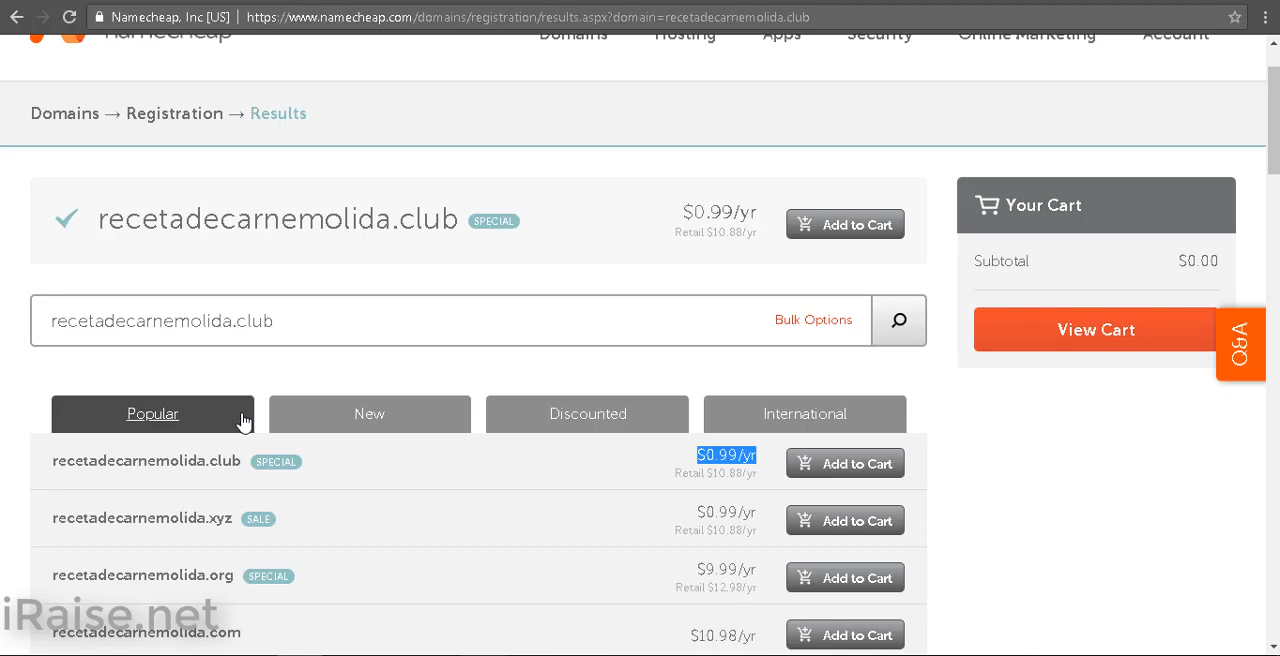 Namecheap, Inc [US] https://www.namecheap.com/domains/registration/results.aspx?domain=recetadecarnemolida.club
namecheap Domains Hosting Apps Security Online Marketing Account
Domains → Registration → Results
recetadecarnemolida.club SPECIAL $0.99/yr
Retail $10.88/yr
Add to Cart
Your Cart
Subtotal $0.00
View Cart
Q&A
recetadecarnemolida.club Bulk Options
Popular New Discounted International
recetadecarnemolida.club SPECIAL $0.99/yr
Retail $10.88/yr
Add to Cart
recetadecarnemolida.xyz SALE $0.99/yr
Retail $10.88/yr
Add to Cart
recetadecarnemolida.org SPECIAL $9.99/yr
Retail $12.98/yr
Add to Cart
iRaise.net
recetadecarnemolida.com $10.98/yr
Add to Cart